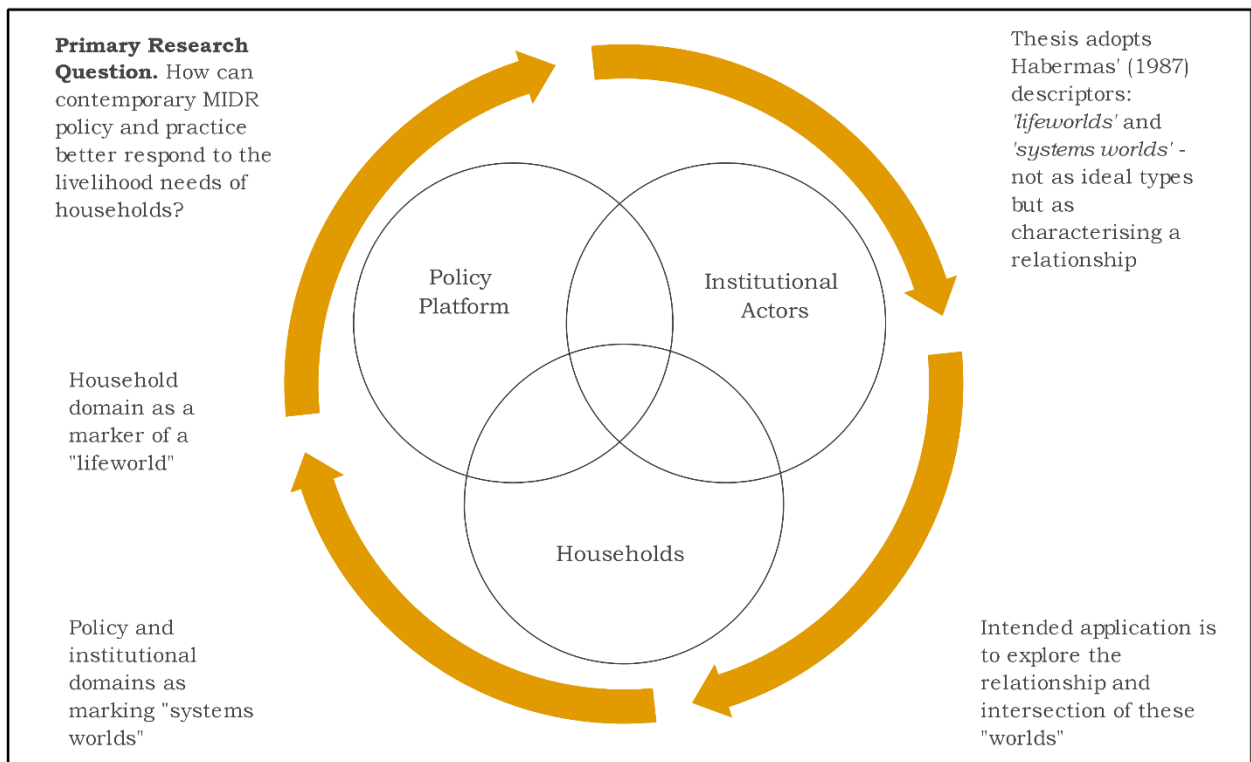 Primary Research
Question. How can
contemporary MIDR
policy and practice
better respond to the
livelihood needs of
households?
Thesis adopts
Habermas' (1987)
descriptors:
'lifeworlds' and
'systems worlds' -
not as ideal types
but as
characterising a
relationship
Policy
Platform
Institutional
Actors
Households
Household
domain as a
marker of a
"lifeworld"
Policy and
institutional
domains as
marking "systems
worlds"
Intended application is
to explore the
relationship and
intersection of these
"worlds"